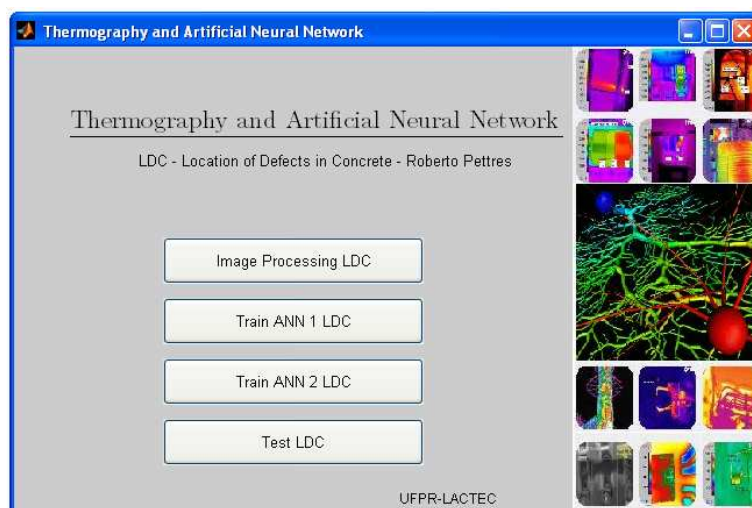 Thermography and Artificial Neural Network
Thermography and Artificial Neural Network
LDC - Location of Defects in Concrete - Roberto Pettres
Image Processing LDC
Train ANN 1 LDC
Train ANN 2 LDC
Test LDC
UFPR-LACTEC